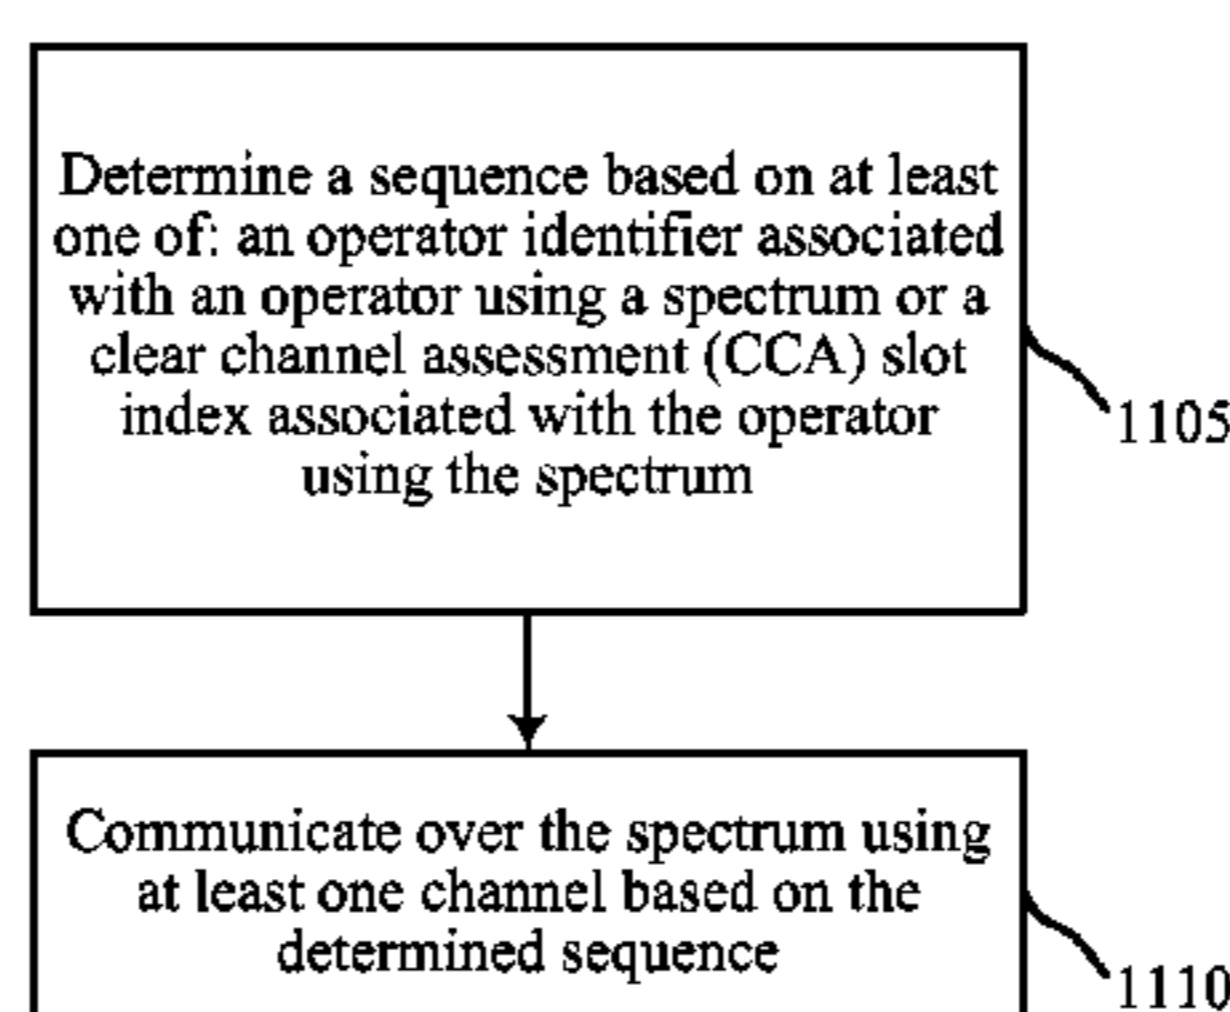 Determine a sequence based on at least
one of: an operator identifier associated
with an operator using a spectrum or a
clear channel assessment (CCA) slot
index associated with the operator
using the spectrum
1105
Communicate over the spectrum using
at least one channel based on the
determined sequence
1110